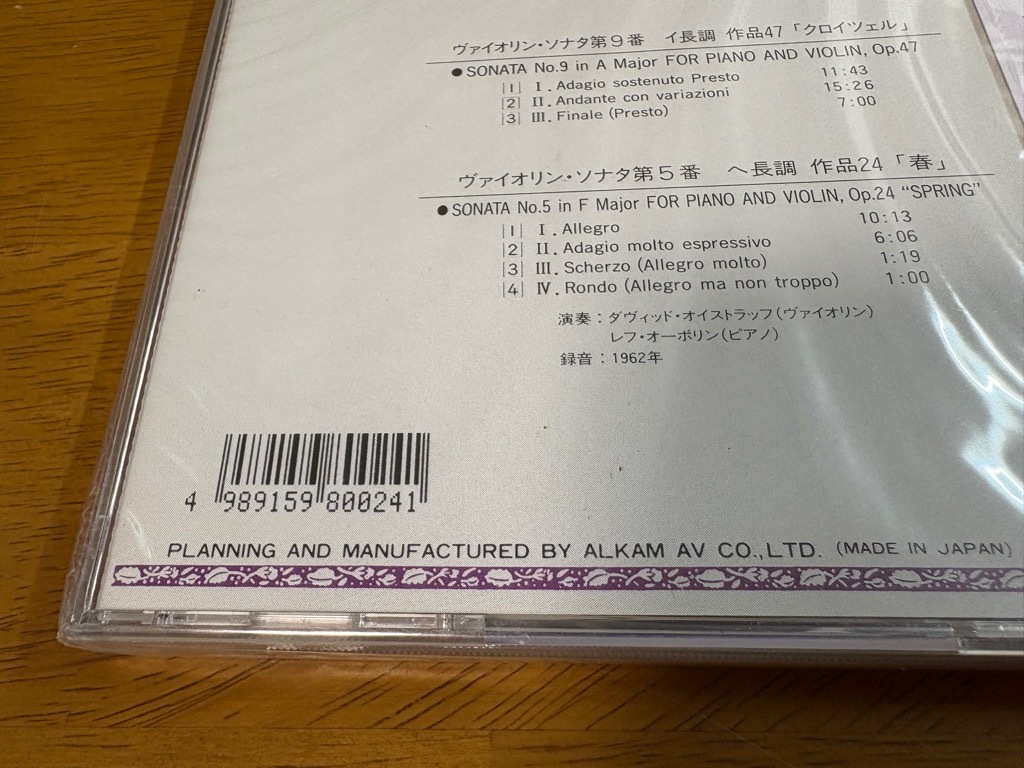 ヴァイオリン・ソナタ第9番 イ長調 作品47「クロイツェル」
●SONATA No.9 in A Major FOR PIANO AND VIOLIN, Op.47
|1| I. Adagio sostenuto Presto 11:43
|2| II. Andante con variazioni 15:26
|3| III. Finale (Presto) 7:00
ヴァイオリン・ソナタ第5番 ヘ長調 作品24「春」
●SONATA No.5 in F Major FOR PIANO AND VIOLIN, Op.24 “SPRING”
|1| I. Allegro 10:13
|2| II. Adagio molto espressivo 6:06
|3| III. Scherzo (Allegro molto) 1:19
|4| IV. Rondo (Allegro ma non troppo) 1:00
演奏：ダヴィッド・オイストラッフ(ヴァイオリン)
レフ・オーボリン(ピアノ)
録音：1962年
4 989159 800241
PLANNING AND MANUFACTURED BY ALKAM AV CO.,LTD. (MADE IN JAPAN)